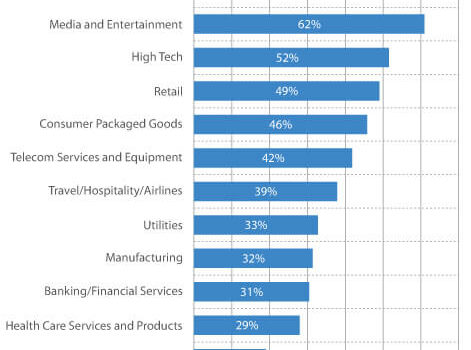 Media and Entertainment 62%
High Tech 52%
Retail 49%
Consumer Packaged Goods 46%
Telecom Services and Equipment 42%
Travel/Hospitality/Airlines 39%
Utilities 33%
Manufacturing 32%
Banking/Financial Services 31%
Health Care Services and Products 29%